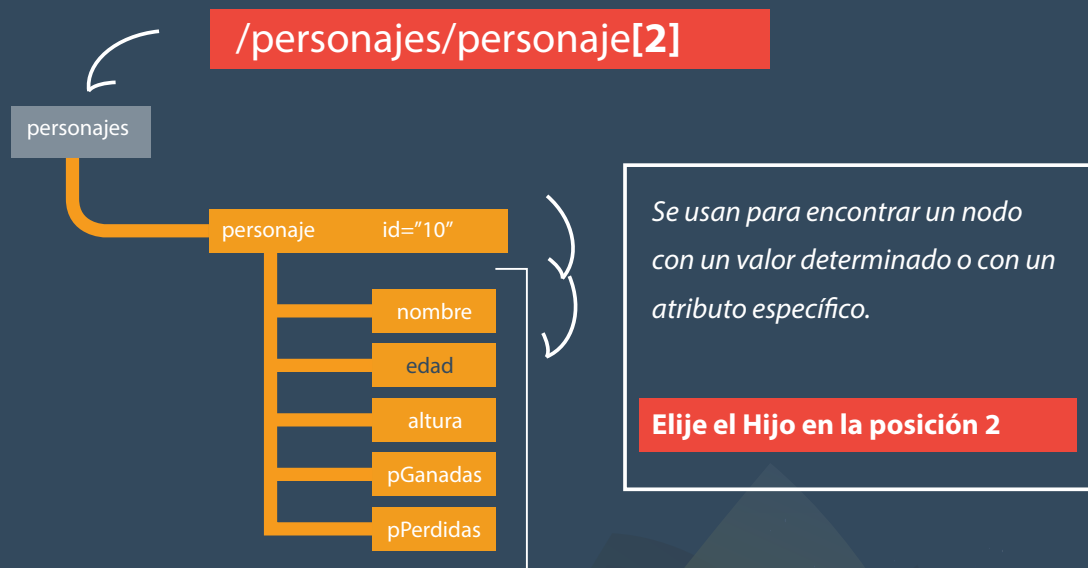 /personajes/personaje[2]
personajes
personaje id="10"
nombre
edad
altura
pGanadas
pPerdidas
Se usan para encontrar un nodo
con un valor determinado o con un
atributo específico.
Elije el Hijo en la posición 2